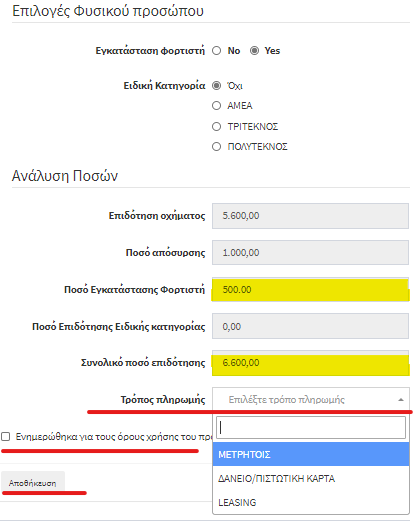 Επιλογές Φυσικού προσώπου
Εγκατάσταση φορτιστή No Yes
Ειδική Κατηγορία Όχι
ΑΜΕΑ
ΤΡΙΤΕΚΝΟΣ
ΠΟΛΥΤΕΚΝΟΣ
Ανάλυση Ποσών
Επιδότηση οχήματος 5.600,00
Ποσό απόσυρσης 1.000,00
Ποσό Εγκατάστασης Φορτιστή 500.00
Ποσό Επιδότησης Ειδικής κατηγορίας 0,00
Συνολικό ποσό επιδότησης 6.600,00
Τρόπος πληρωμής Επιλέξτε τρόπο πληρωμής
Ενημερώθηκα για τους όρους χρήσης του
ΜΕΤΡΗΤΟΙΣ
ΔΑΝΕΙΟ/ΠΙΣΤΩΤΙΚΗ ΚΑΡΤΑ
LEASING
Αποθήκευση